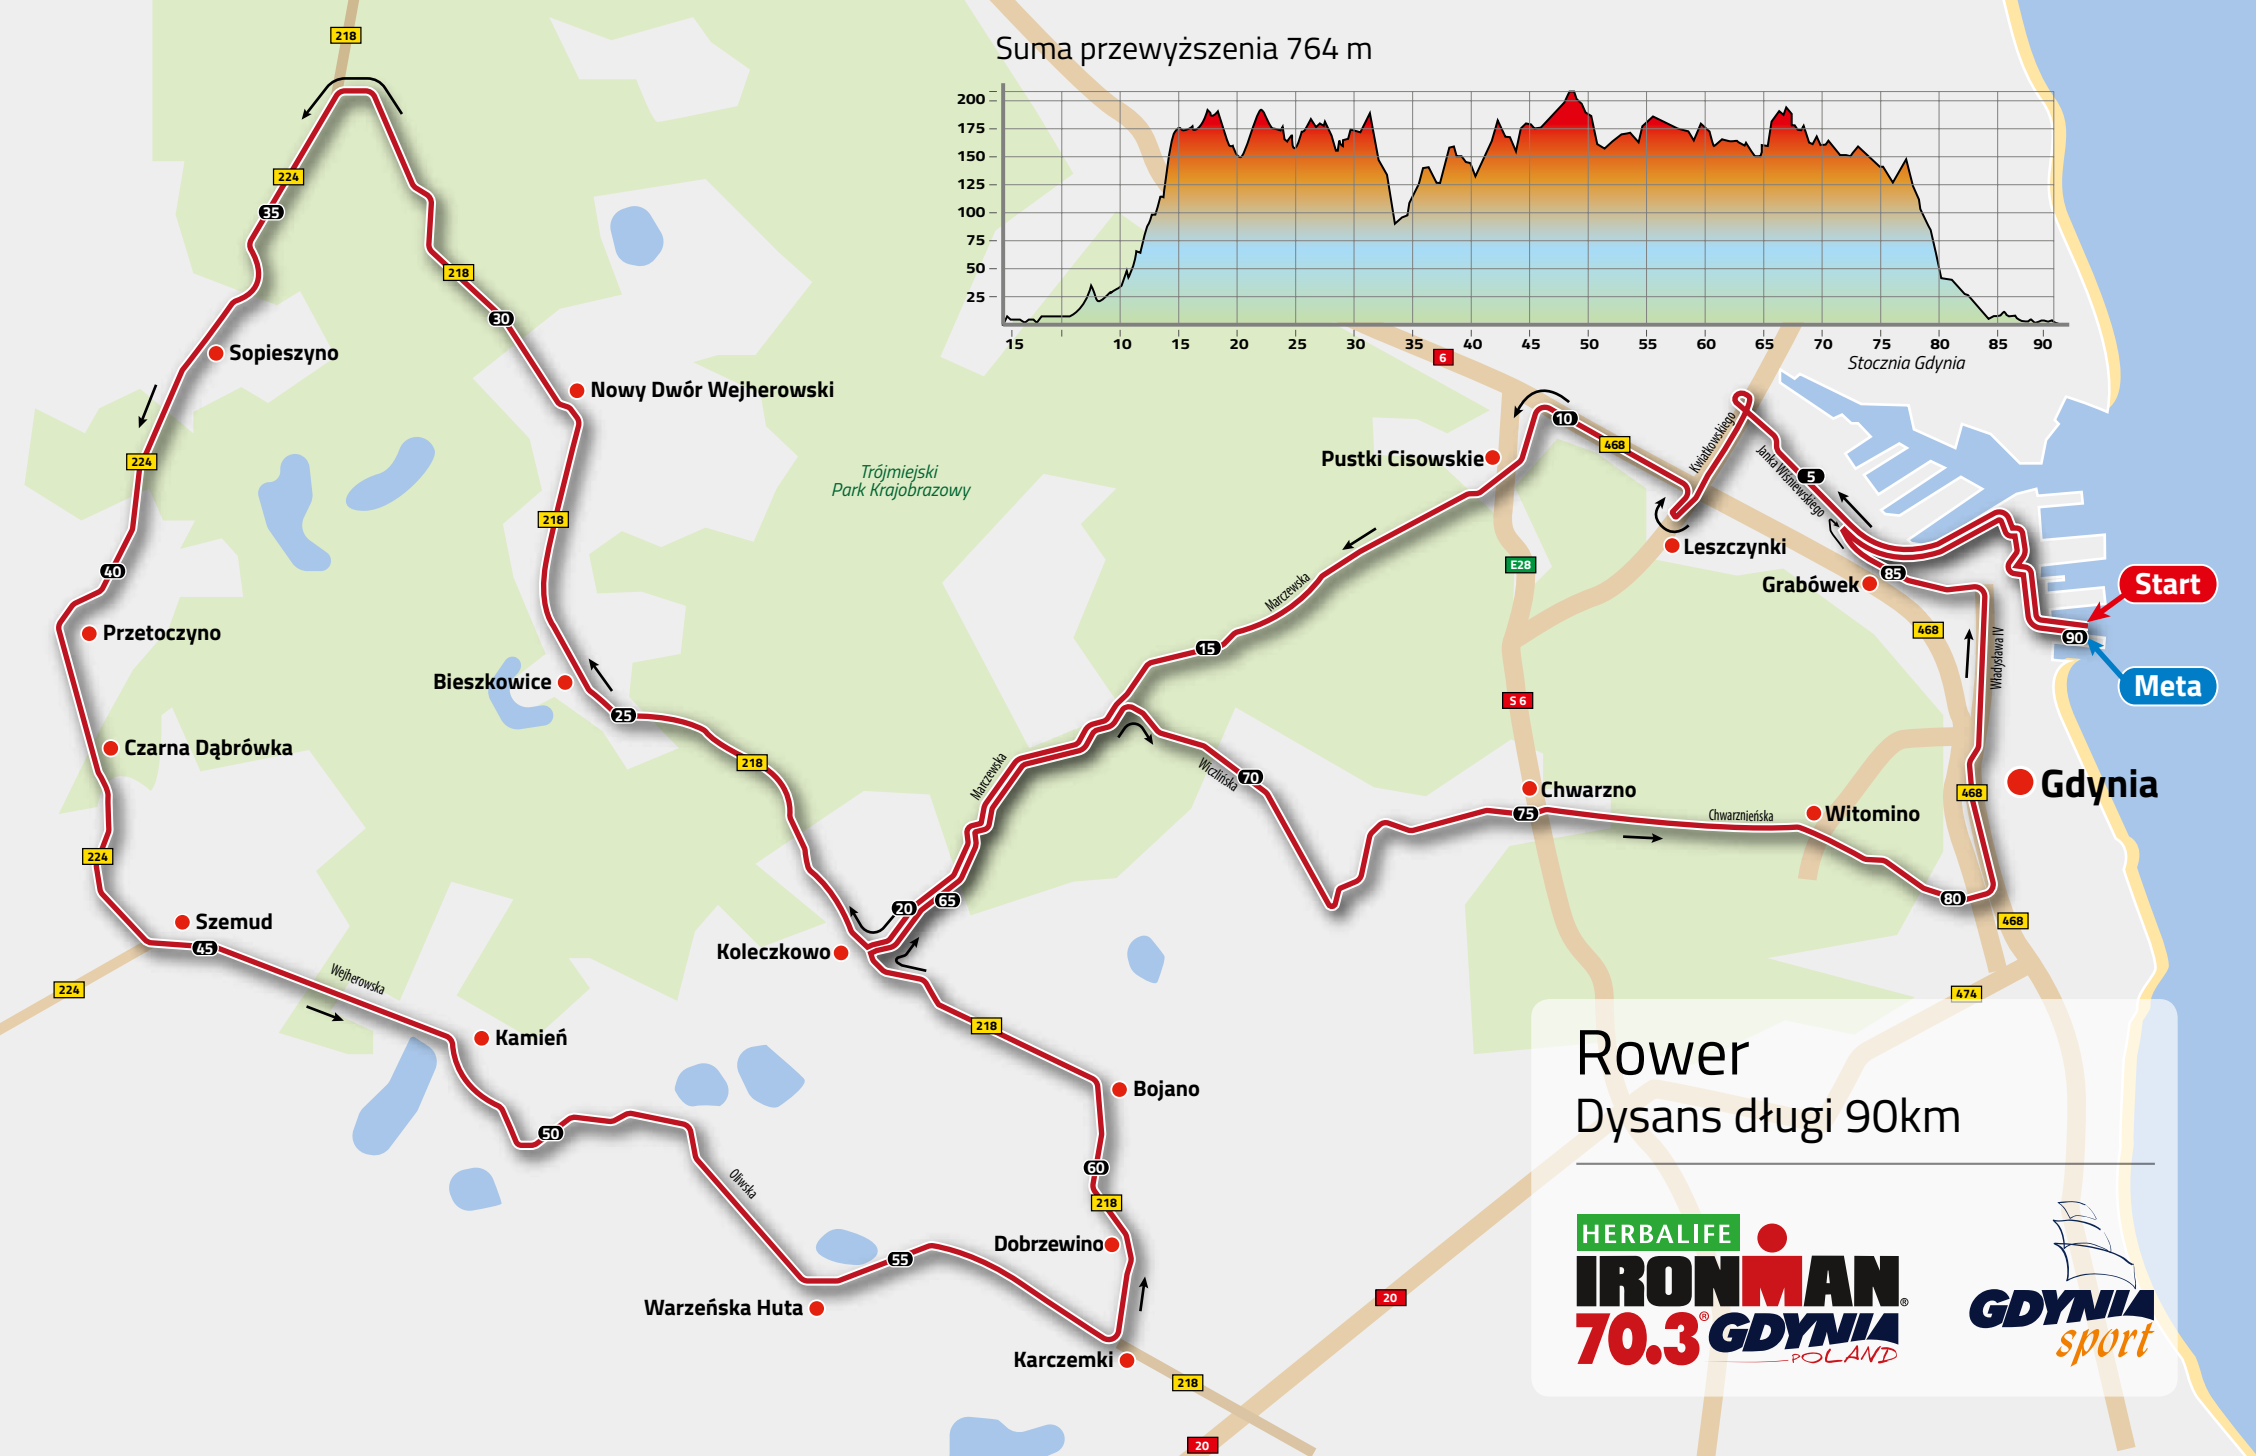 218
Suma przewyższenia 764 m
200
175
150
125
100
75
50
25
15 10 15 20 25 30 35 40 45 50 55 60 65 70 75 80 85 90
Stocznia Gdynia
6
224
35
218
30
Sopieszyno
Nowy Dwór Wejherowski
10
468
Kwiatkowskiego
Janka Wiśniewskiego
5
Pustki Cisowskie
Trójmiejski
Park Krajobrazowy
224
218
Leszczynki
E28
85
Grabówek
40
Start
Marczewska
468
90
Przetoczyno
15
Władysława IV
Bieszkowice
Meta
S 6
25
Czarna Dąbrówka
218
Marczewska
Wiczlińska
70
Gdynia
Chwarzno
468
75
Chwarznieńska
Witomino
224
80
20
65
Szemud
468
45
Koleczkowo
Wejherowska
224
474
218
Kamień
Rower
Bojano
Dysans długi 90km
50
60
Oliwska
218
Dobrzewino
HERBALIFE
55
IRONMAN®
20
Warzeńska Huta
70.3® GDYNIA
POLAND
GDYNIA
sport
Karczemki
218
20